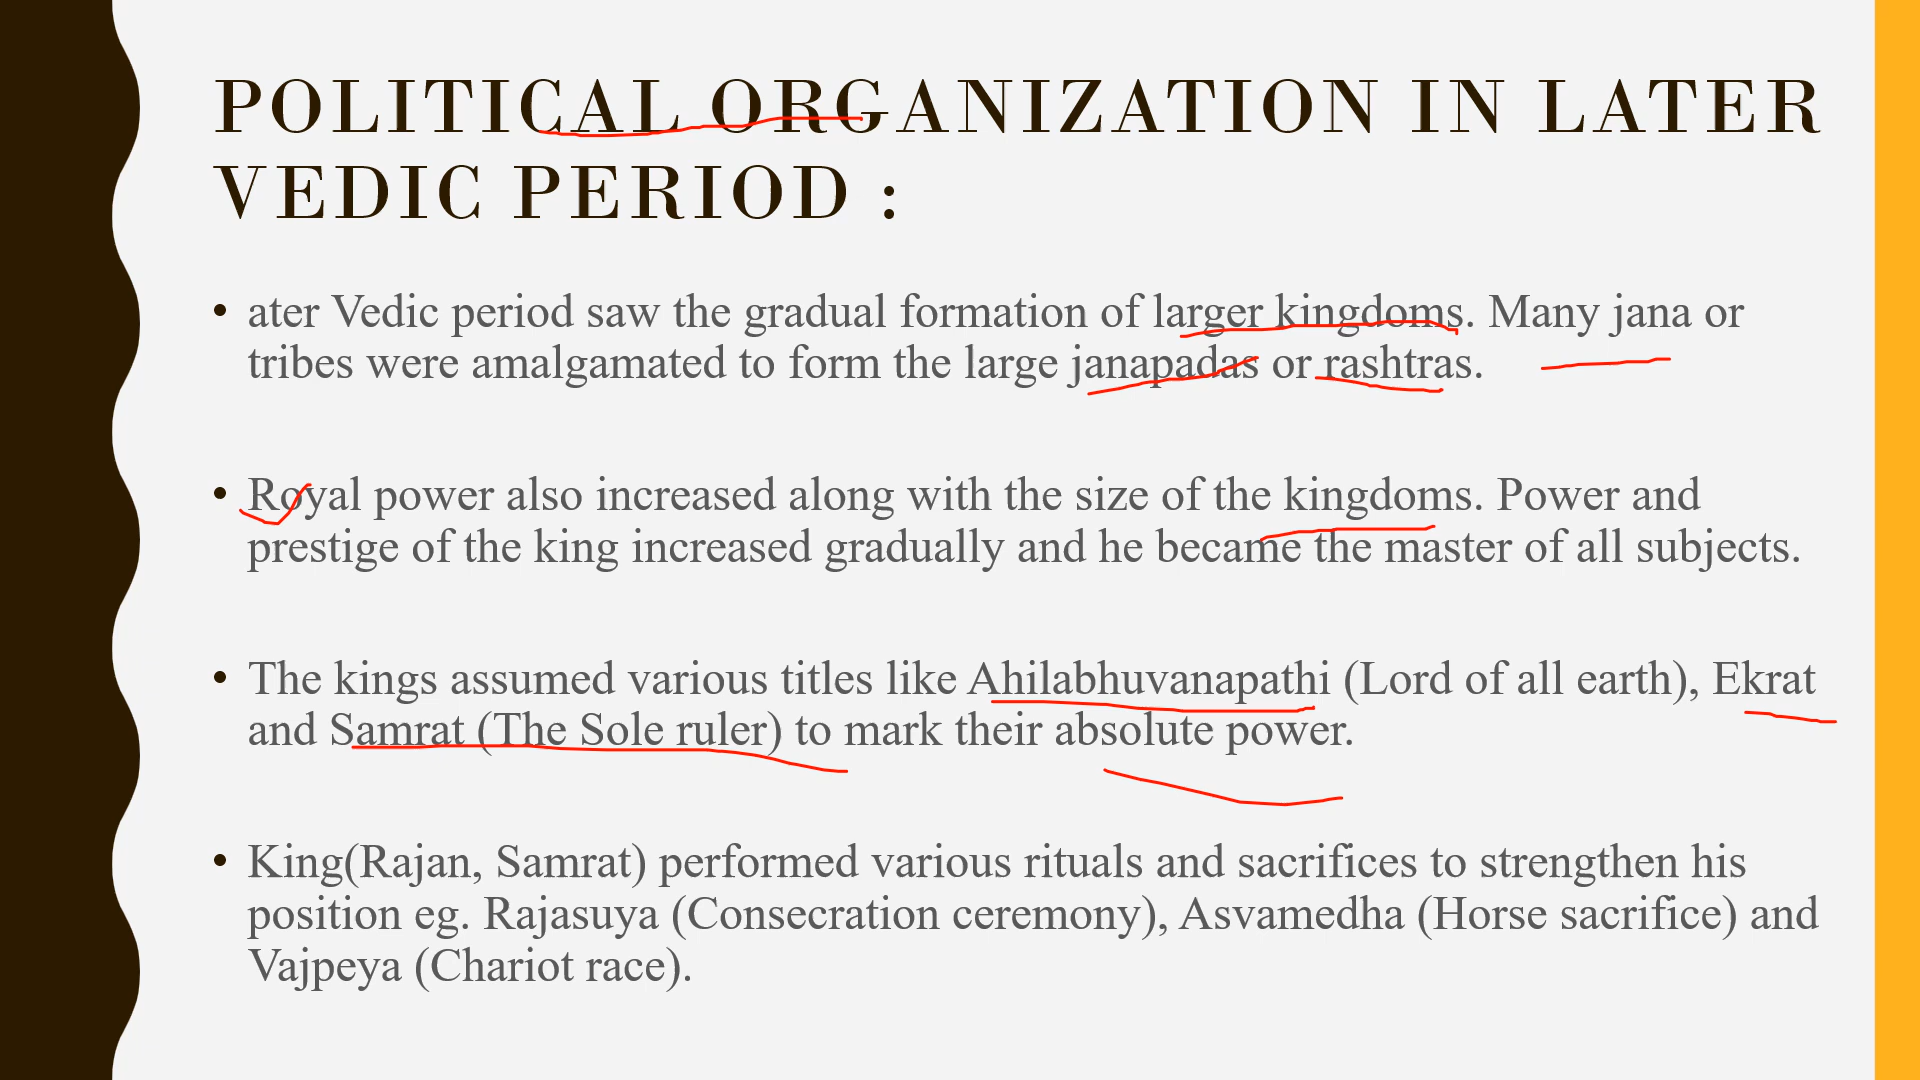 POLITICAL ORGANIZATION IN LATER
VEDIC PERIOD :
• ater Vedic period saw the gradual formation of larger kingdoms. Many jana or
tribes were amalgamated to form the large janapadas or rashtras.
• Royal power also increased along with the size of the kingdoms. Power and
prestige of the king increased gradually and he became the master of all subjects.
• The kings assumed various titles like Ahilabhuvanapathi (Lord of all earth), Ekrat
and Samrat (The Sole ruler) to mark their absolute power.
• King(Rajan, Samrat) performed various rituals and sacrifices to strengthen his
position eg. Rajasuya (Consecration ceremony), Asvamedha (Horse sacrifice) and
Vajpeya (Chariot race).